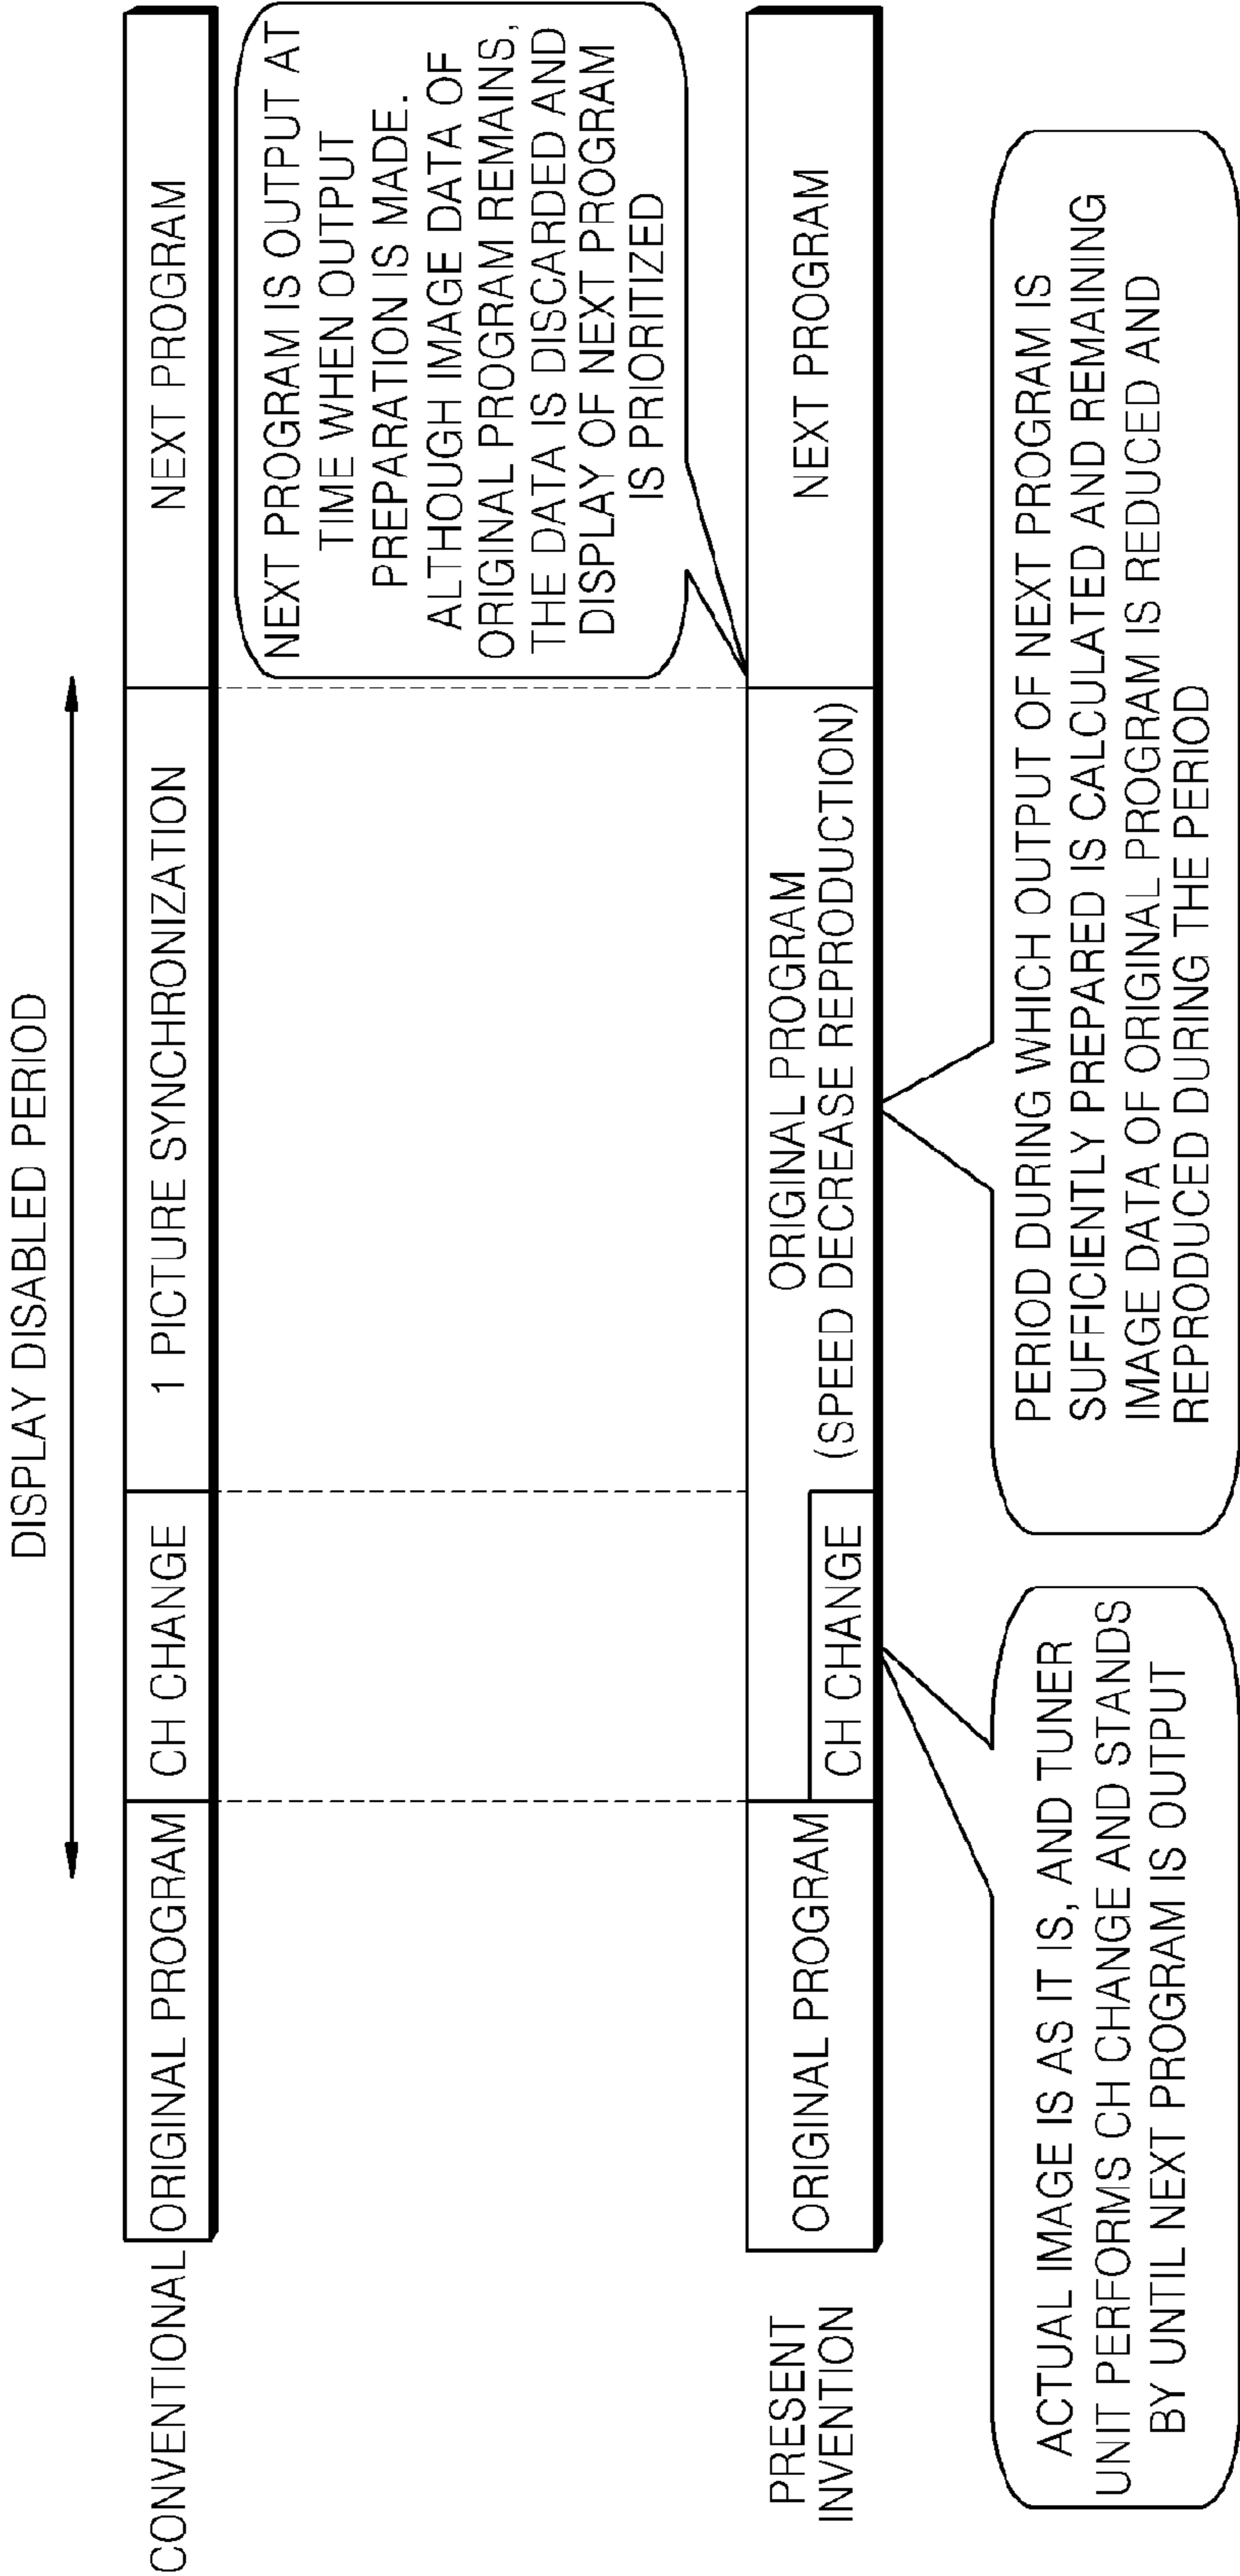 DISPLAY DISABLED PERIOD
CONVENTIONAL
ORIGINAL PROGRAM
CH CHANGE
1 PICTURE SYNCHRONIZATION
NEXT PROGRAM
NEXT PROGRAM IS OUTPUT AT
TIME WHEN OUTPUT
PREPARATION IS MADE.
ALTHOUGH IMAGE DATA OF
ORIGINAL PROGRAM REMAINS,
THE DATA IS DISCARDED AND
DISPLAY OF NEXT PROGRAM
IS PRIORITIZED
PRESENT
INVENTION
ORIGINAL PROGRAM
CH CHANGE
ORIGINAL PROGRAM
(SPEED DECREASE REPRODUCTION)
NEXT PROGRAM
ACTUAL IMAGE IS AS IT IS, AND TUNER
UNIT PERFORMS CH CHANGE AND STANDS
BY UNTIL NEXT PROGRAM IS OUTPUT
PERIOD DURING WHICH OUTPUT OF NEXT PROGRAM IS
SUFFICIENTLY PREPARED IS CALCULATED AND REMAINING
IMAGE DATA OF ORIGINAL PROGRAM IS REDUCED AND
REPRODUCED DURING THE PERIOD